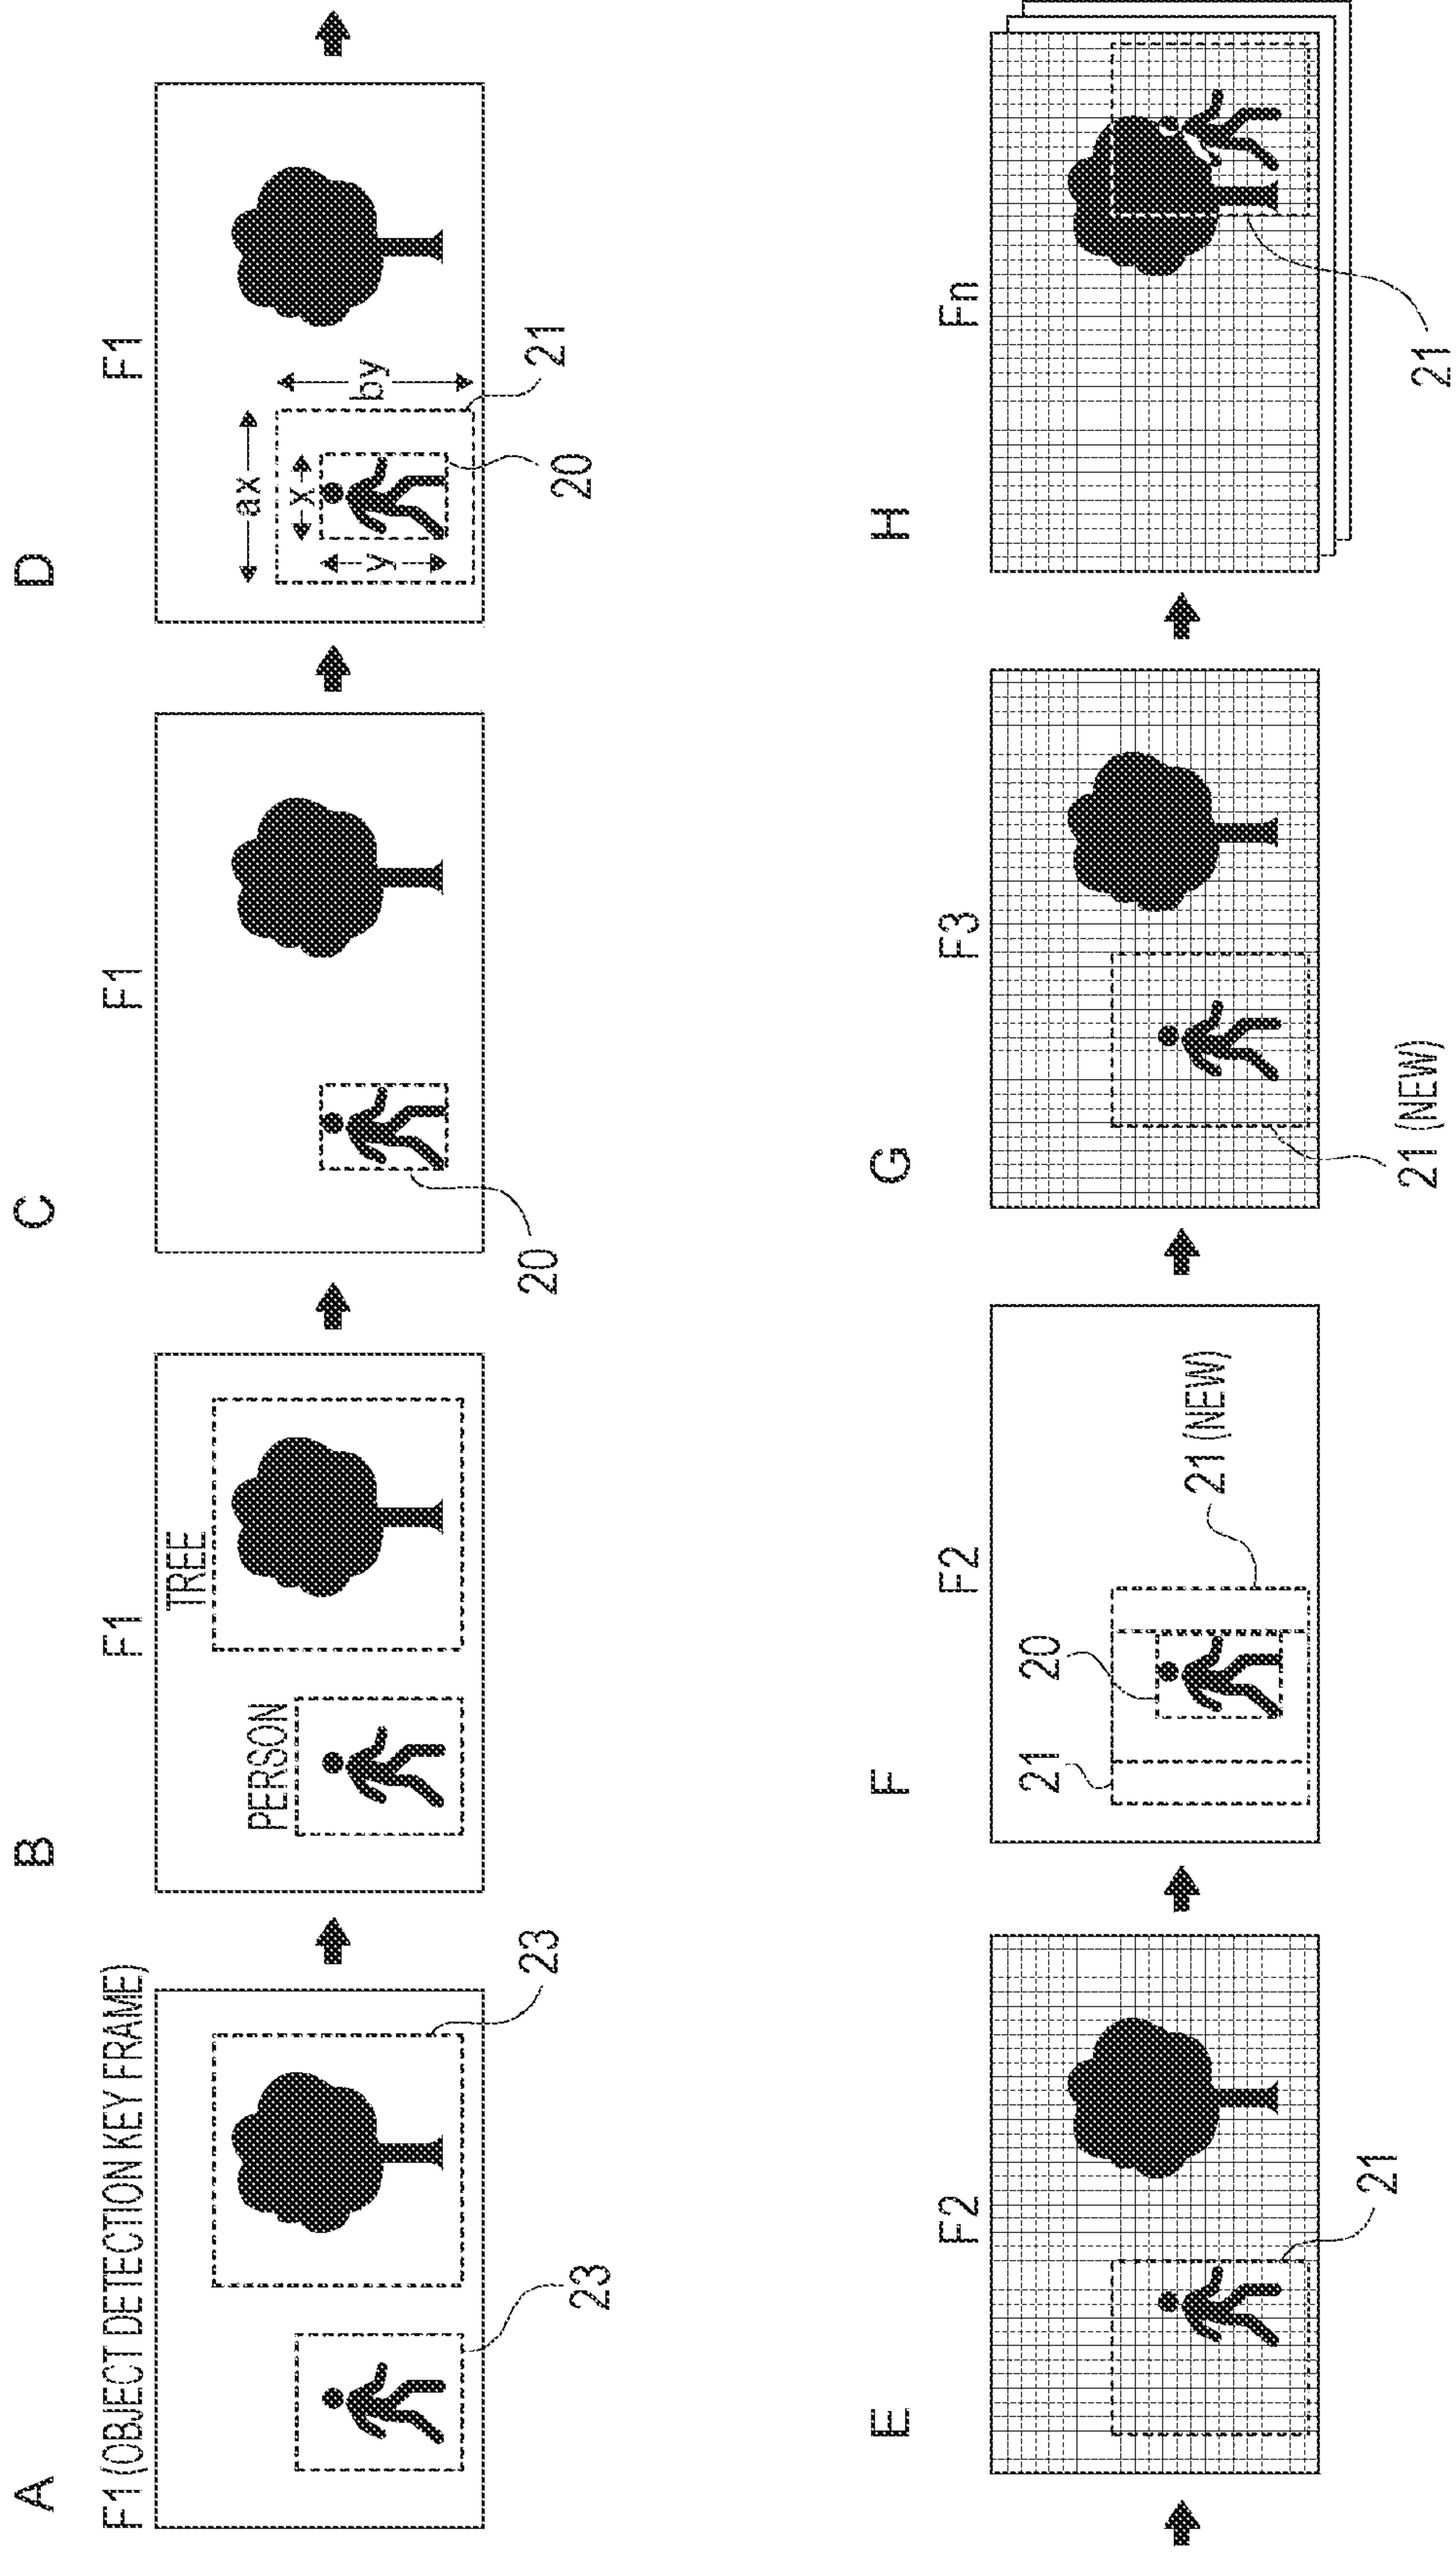 A
F1 (OBJECT DETECTION KEY FRAME)
23
23
B
F1
PERSON
TREE
C
F1
20
D
F1
ax
x
y
by
21
20
E
F2
21
F
F2
21
20
21 (NEW)
G
F3
21 (NEW)
H
Fn
21